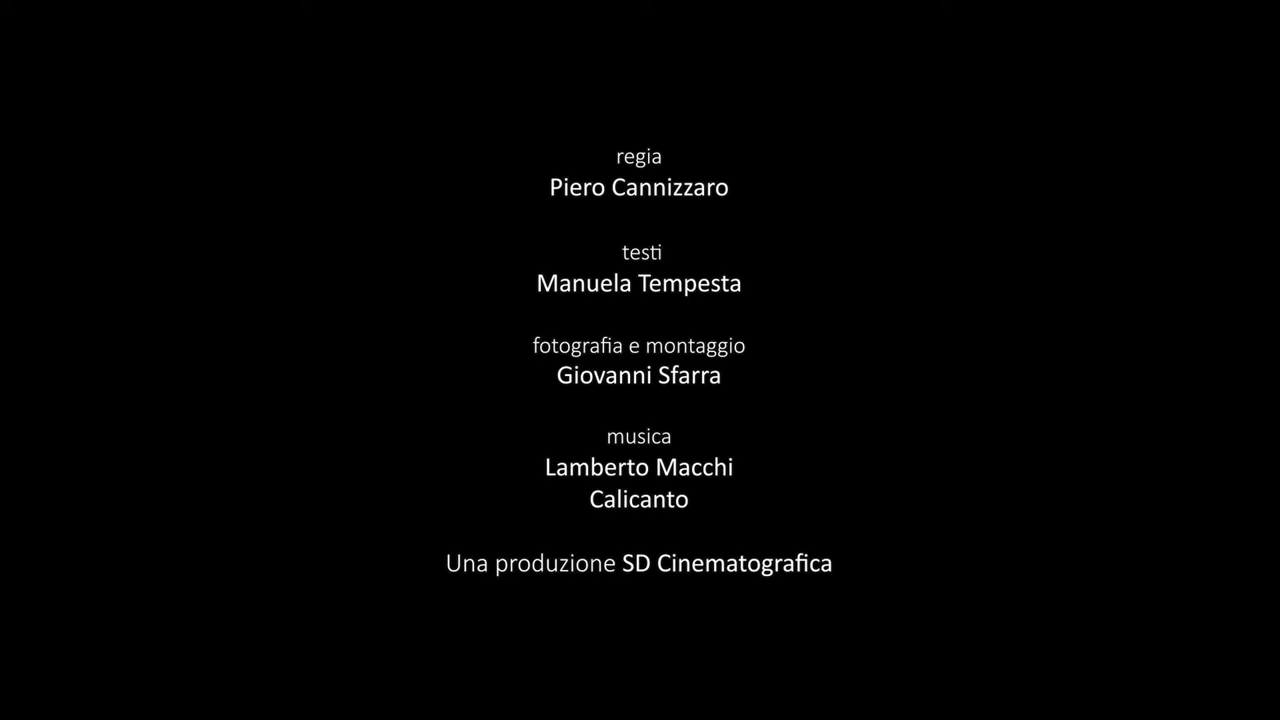 regia
Piero Cannizzaro
testi
Manuela Tempesta
fotografia e montaggio
Giovanni Sfarra
musica
Lamberto Macchi
Calicanto
Una produzione SD Cinematografica